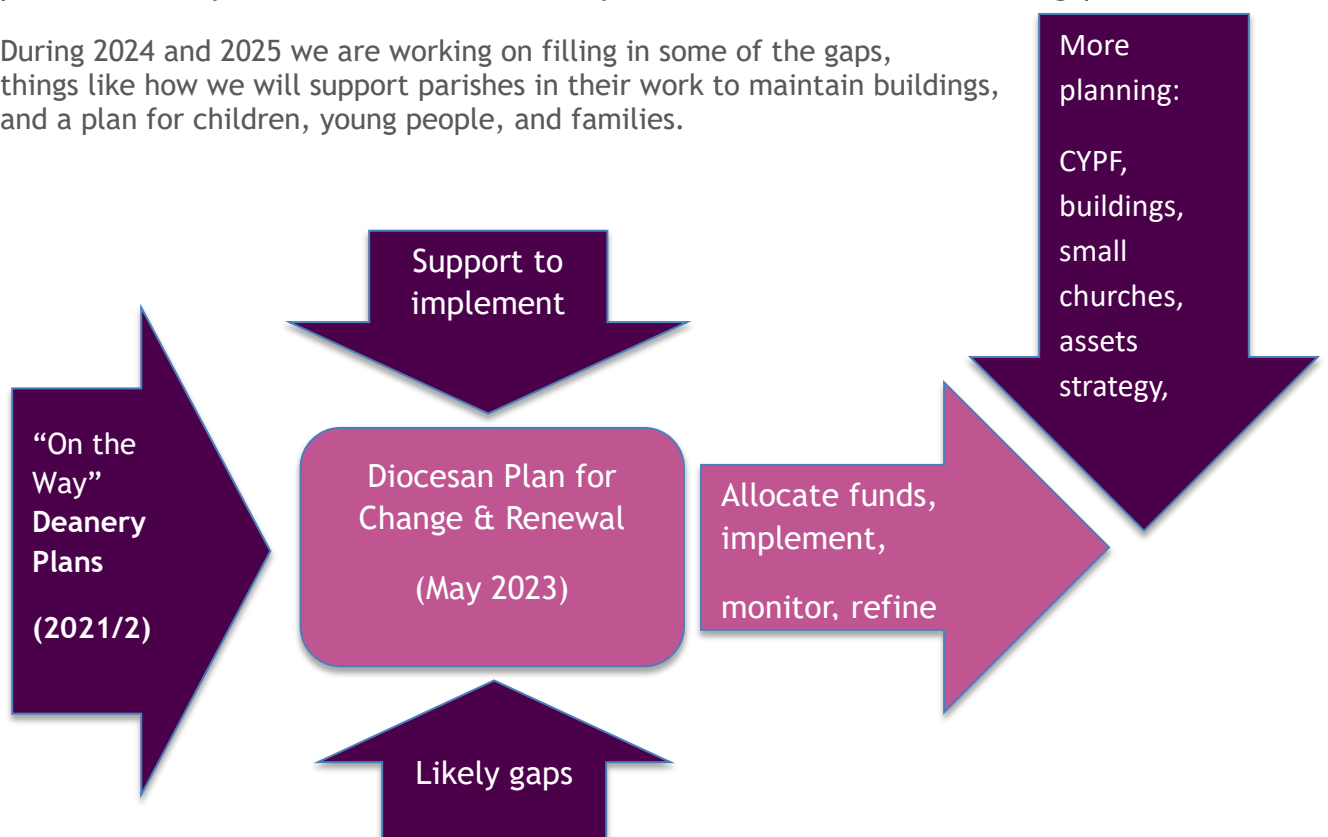 During 2024 and 2025 we are working on filling in some of the gaps,
things like how we will support parishes in their work to maintain buildings,
and a plan for children, young people, and families.
More
planning:
CYPF,
buildings,
small
churches,
assets
strategy,
Support to
implement
“On the
Way”
Deanery
Plans
(2021/2)
Diocesan Plan for
Change & Renewal
(May 2023)
Allocate funds,
implement,
monitor, refine
Likely gaps